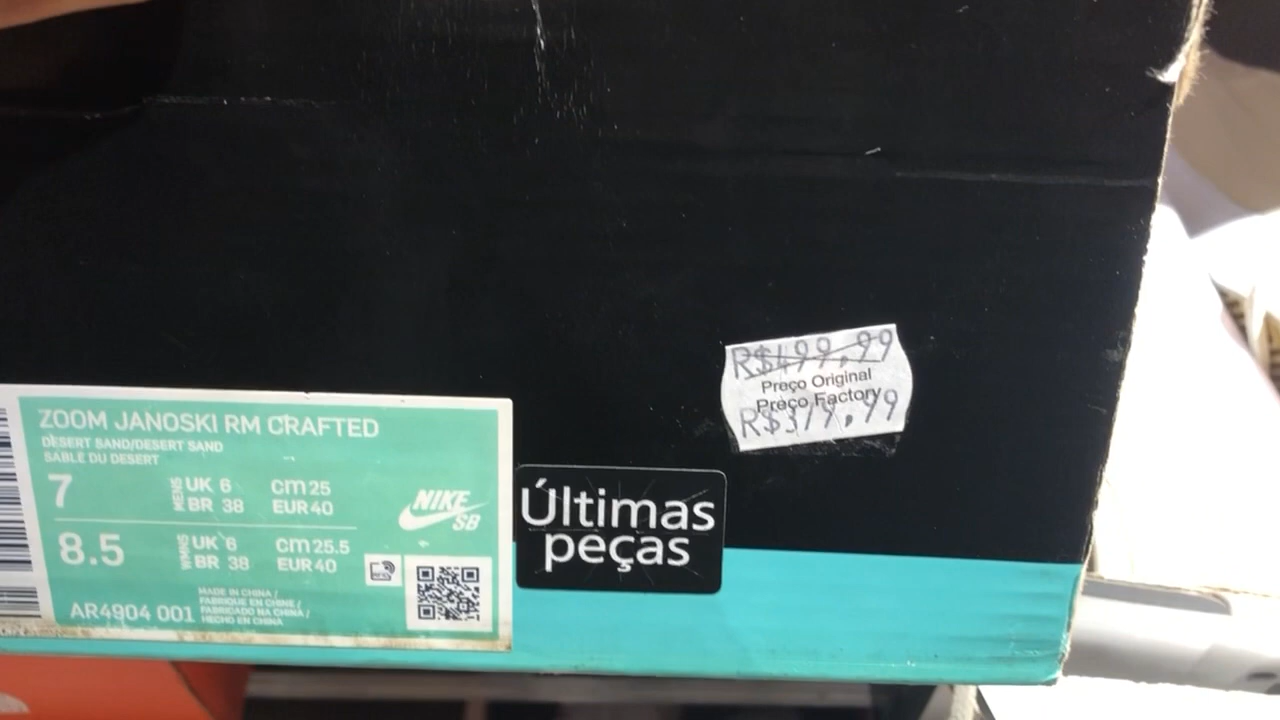 R$499,99
Preço Original
Preço Factory
R$319,99
ZOOM JANOSKI RM CRAFTED
DESERT SAND/DESERT SAND
SABLE DU DESERT
7
MENS
UK 6
cm 25
BR 38
EUR 40
8.5
WMNS
UK 6
cm 25.5
BR 38
EUR 40
NIKE
SB
AR4904 001
MADE IN CHINA /
FABRIQUE EN CHINE /
FABRICADO NA CHINA /
HECHO EN CHINA
Últimas
peças